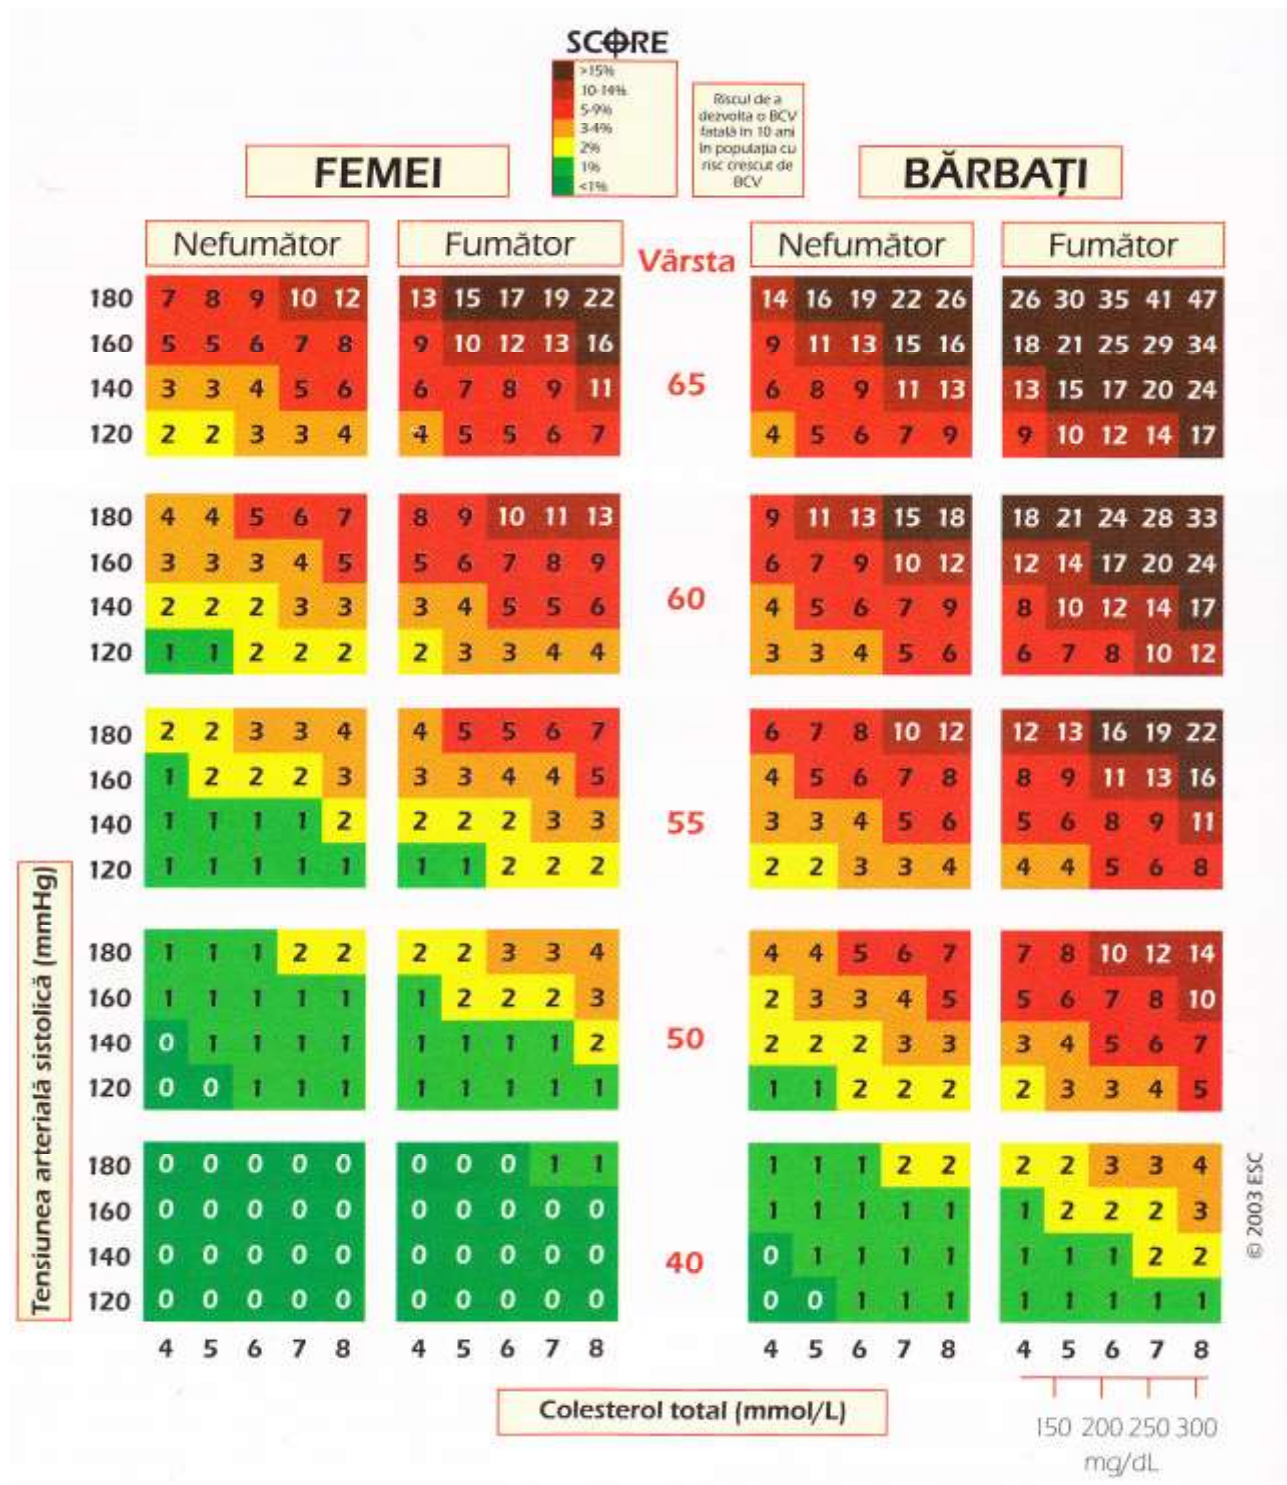 SCORE
>15%
10-14%
5-9%
3-4%
2%
1%
<1%
Riscul de a
dezvolta o BCV
fatală în 10 ani
în populația cu
risc crescut de
BCV
FEMEI
BĂRBAȚI
Nefumător Fumător Vârsta Nefumător Fumător
180 7 8 9 10 12 13 15 17 19 22 14 16 19 22 26 26 30 35 41 47
160 5 5 6 7 8 9 10 12 13 16 9 11 13 15 16 18 21 25 29 34
65
140 3 3 4 5 6 6 7 8 9 11 6 8 9 11 13 13 15 17 20 24
120 2 2 3 3 4 4 5 5 6 7 4 5 6 7 9 9 10 12 14 17
180 4 4 5 6 7 8 9 10 11 13 9 11 13 15 18 18 21 24 28 33
160 3 3 3 4 5 5 6 7 8 9 6 7 9 10 12 12 14 17 20 24
60
140 2 2 2 3 3 3 4 5 5 6 4 5 6 7 9 8 10 12 14 17
120 1 1 2 2 2 2 3 3 4 4 3 3 4 5 6 6 7 8 10 12
180 2 2 3 3 4 4 5 5 6 7 6 7 8 10 12 12 13 16 19 22
160 1 2 2 2 3 3 3 4 4 5 4 5 6 7 8 8 9 11 13 16
55
140 1 1 1 1 2 2 2 2 3 3 3 3 4 5 6 5 6 8 9 11
120 1 1 1 1 1 1 1 2 2 2 2 2 3 3 4 4 4 5 6 8
180 1 1 1 2 2 2 2 3 3 4 4 4 5 6 7 7 8 10 12 14
160 1 1 1 1 1 1 2 2 2 3 2 3 3 4 5 5 6 7 8 10
50
140 0 1 1 1 1 1 1 1 1 2 2 2 2 3 3 3 4 5 6 7
120 0 0 1 1 1 1 1 1 1 1 1 1 2 2 2 2 3 3 4 5
180 0 0 0 0 0 0 0 0 1 1 1 1 1 2 2 2 2 3 3 4
160 0 0 0 0 0 0 0 0 0 0 1 1 1 1 1 1 2 2 2 3
40
140 0 0 0 0 0 0 0 0 0 0 0 1 1 1 1 1 1 1 2 2
120 0 0 0 0 0 0 0 0 0 0 0 0 1 1 1 1 1 1 1 1
4 5 6 7 8 4 5 6 7 8 4 5 6 7 8 4 5 6 7 8
Tensiunea arterială sistolică (mmHg)
Colesterol total (mmol/L)
150 200 250 300
mg/dL
© 2003 ESC